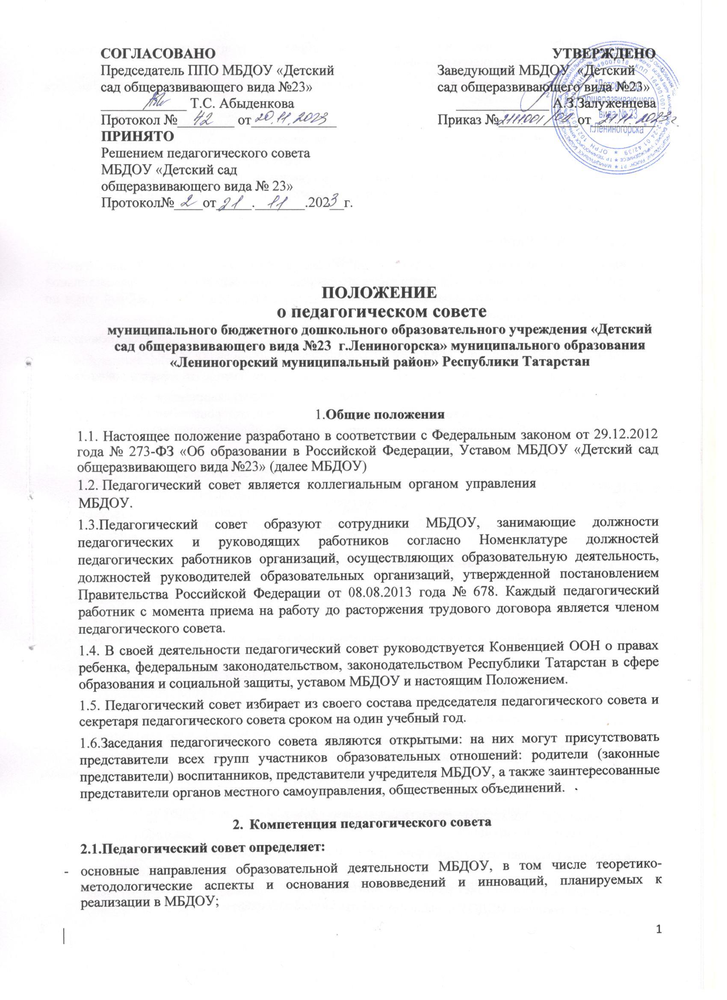 СОГЛАСОВАНО
Председатель ППО МБДОУ «Детский
сад общеразвивающего вида №23»
Т.С. Абыденкова
Протокол № 42 от 20.11.2023
ПРИНЯТО
Решением педагогического совета
МБДОУ «Детский сад
общеразвивающего вида № 23»
Протокол№ 2 от 21 . 11 .2023 г.
УТВЕРЖДЕНО
Заведующий МБДОУ «Детский
сад общеразвивающего вида №23»
А.З.Залуженцева
Приказ № от 21.11.2023г
"Детский сад
общеразвивающего
вида № 23
г.Лениногорска"
ПОЛОЖЕНИЕ
о педагогическом совете
муниципального бюджетного дошкольного образовательного учреждения «Детский
сад общеразвивающего вида №23 г.Лениногорска» муниципального образования
«Лениногорский муниципальный район» Республики Татарстан
1.Общие положения
1.1. Настоящее положение разработано в соответствии с Федеральным законом от 29.12.2012
года № 273-ФЗ «Об образовании в Российской Федерации, Уставом МБДОУ «Детский сад
общеразвивающего вида №23» (далее МБДОУ)
1.2. Педагогический совет является коллегиальным органом управления
МБДОУ.
1.3.Педагогический совет образуют сотрудники МБДОУ, занимающие должности
педагогических и руководящих работников согласно Номенклатуре должностей
педагогических работников организаций, осуществляющих образовательную деятельность,
должностей руководителей образовательных организаций, утвержденной постановлением
Правительства Российской Федерации от 08.08.2013 года № 678. Каждый педагогический
работник с момента приема на работу до расторжения трудового договора является членом
педагогического совета.
1.4. В своей деятельности педагогический совет руководствуется Конвенцией ООН о правах
ребенка, федеральным законодательством, законодательством Республики Татарстан в сфере
образования и социальной защиты, уставом МБДОУ и настоящим Положением.
1.5. Педагогический совет избирает из своего состава председателя педагогического совета и
секретаря педагогического совета сроком на один учебный год.
1.6.Заседания педагогического совета являются открытыми: на них могут присутствовать
представители всех групп участников образовательных отношений: родители (законные
представители) воспитанников, представители учредителя МБДОУ, а также заинтересованные
представители органов местного самоуправления, общественных объединений.
2. Компетенция педагогического совета
2.1.Педагогический совет определяет:
- основные направления образовательной деятельности МБДОУ, в том числе теоретико-
методологические аспекты и основания нововведений и инноваций, планируемых к
реализации в МБДОУ;
1